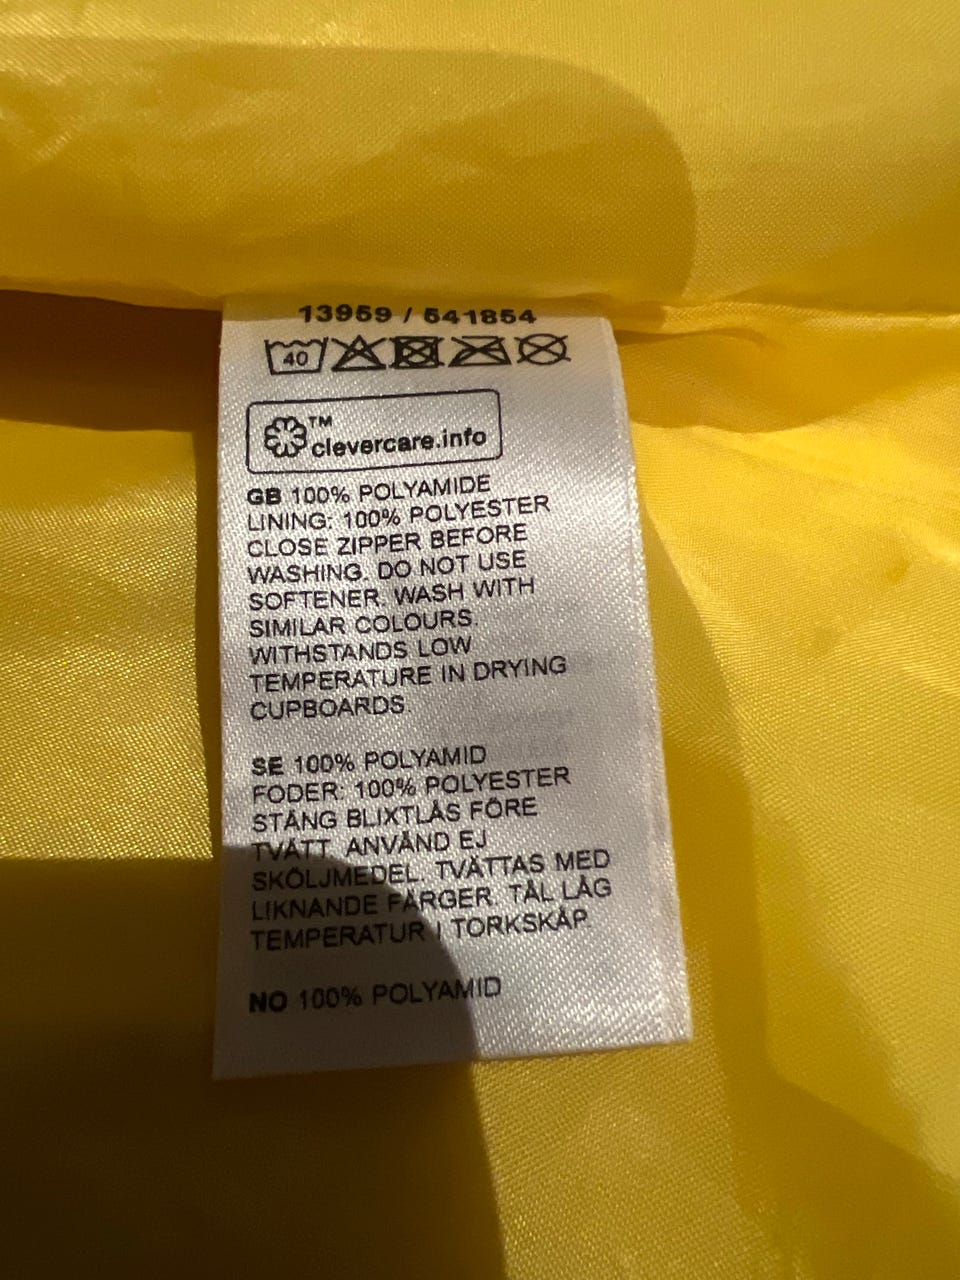 13959 / 541854
40
™
clevercare.info
GB 100% POLYAMIDE
LINING: 100% POLYESTER
CLOSE ZIPPER BEFORE
WASHING. DO NOT USE
SOFTENER. WASH WITH
SIMILAR COLOURS.
WITHSTANDS LOW
TEMPERATURE IN DRYING
CUPBOARDS.
SE 100% POLYAMID
FODER: 100% POLYESTER
STÄNG BLIXTLÅS FÖRE
TVÄTT. ANVÄND EJ
SKÖLJMEDEL. TVÄTTAS MED
LIKNANDE FÄRGER. TÅL LÅG
TEMPERATUR I TORKSKÅP.
NO 100% POLYAMID